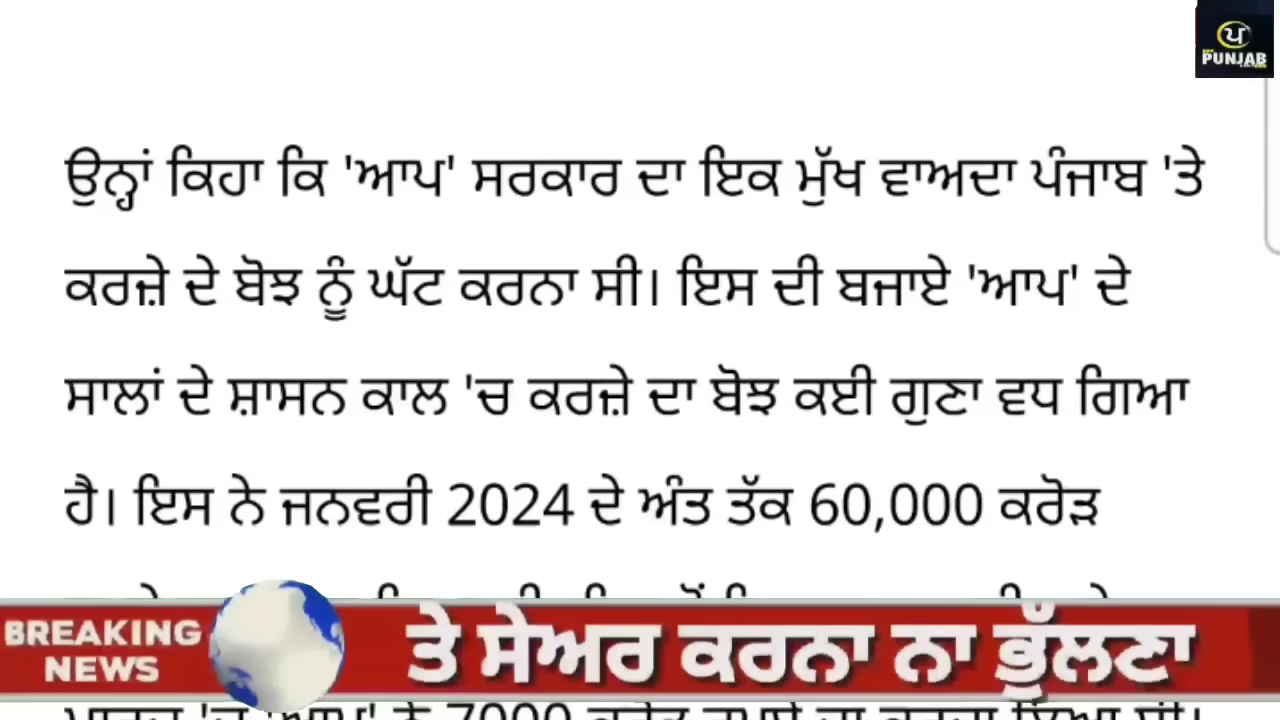 ਪ
PUNJAB
ਉਨ੍ਹਾਂ ਕਿਹਾ ਕਿ 'ਆਪ' ਸਰਕਾਰ ਦਾ ਇਕ ਮੁੱਖ ਵਾਅਦਾ ਪੰਜਾਬ 'ਤੇ
ਕਰਜ਼ੇ ਦੇ ਬੋਝ ਨੂੰ ਘੱਟ ਕਰਨਾ ਸੀ। ਇਸ ਦੀ ਬਜਾਏ 'ਆਪ' ਦੇ
ਸਾਲਾਂ ਦੇ ਸ਼ਾਸਨ ਕਾਲ 'ਚ ਕਰਜ਼ੇ ਦਾ ਬੋਝ ਕਈ ਗੁਣਾ ਵਧ ਗਿਆ
ਹੈ। ਇਸ ਨੇ ਜਨਵਰੀ 2024 ਦੇ ਅੰਤ ਤੱਕ 60,000 ਕਰੋੜ
BREAKING
NEWS
ਤੇ ਸੇਅਰ ਕਰਨਾ ਨਾ ਭੁੱਲਣਾ